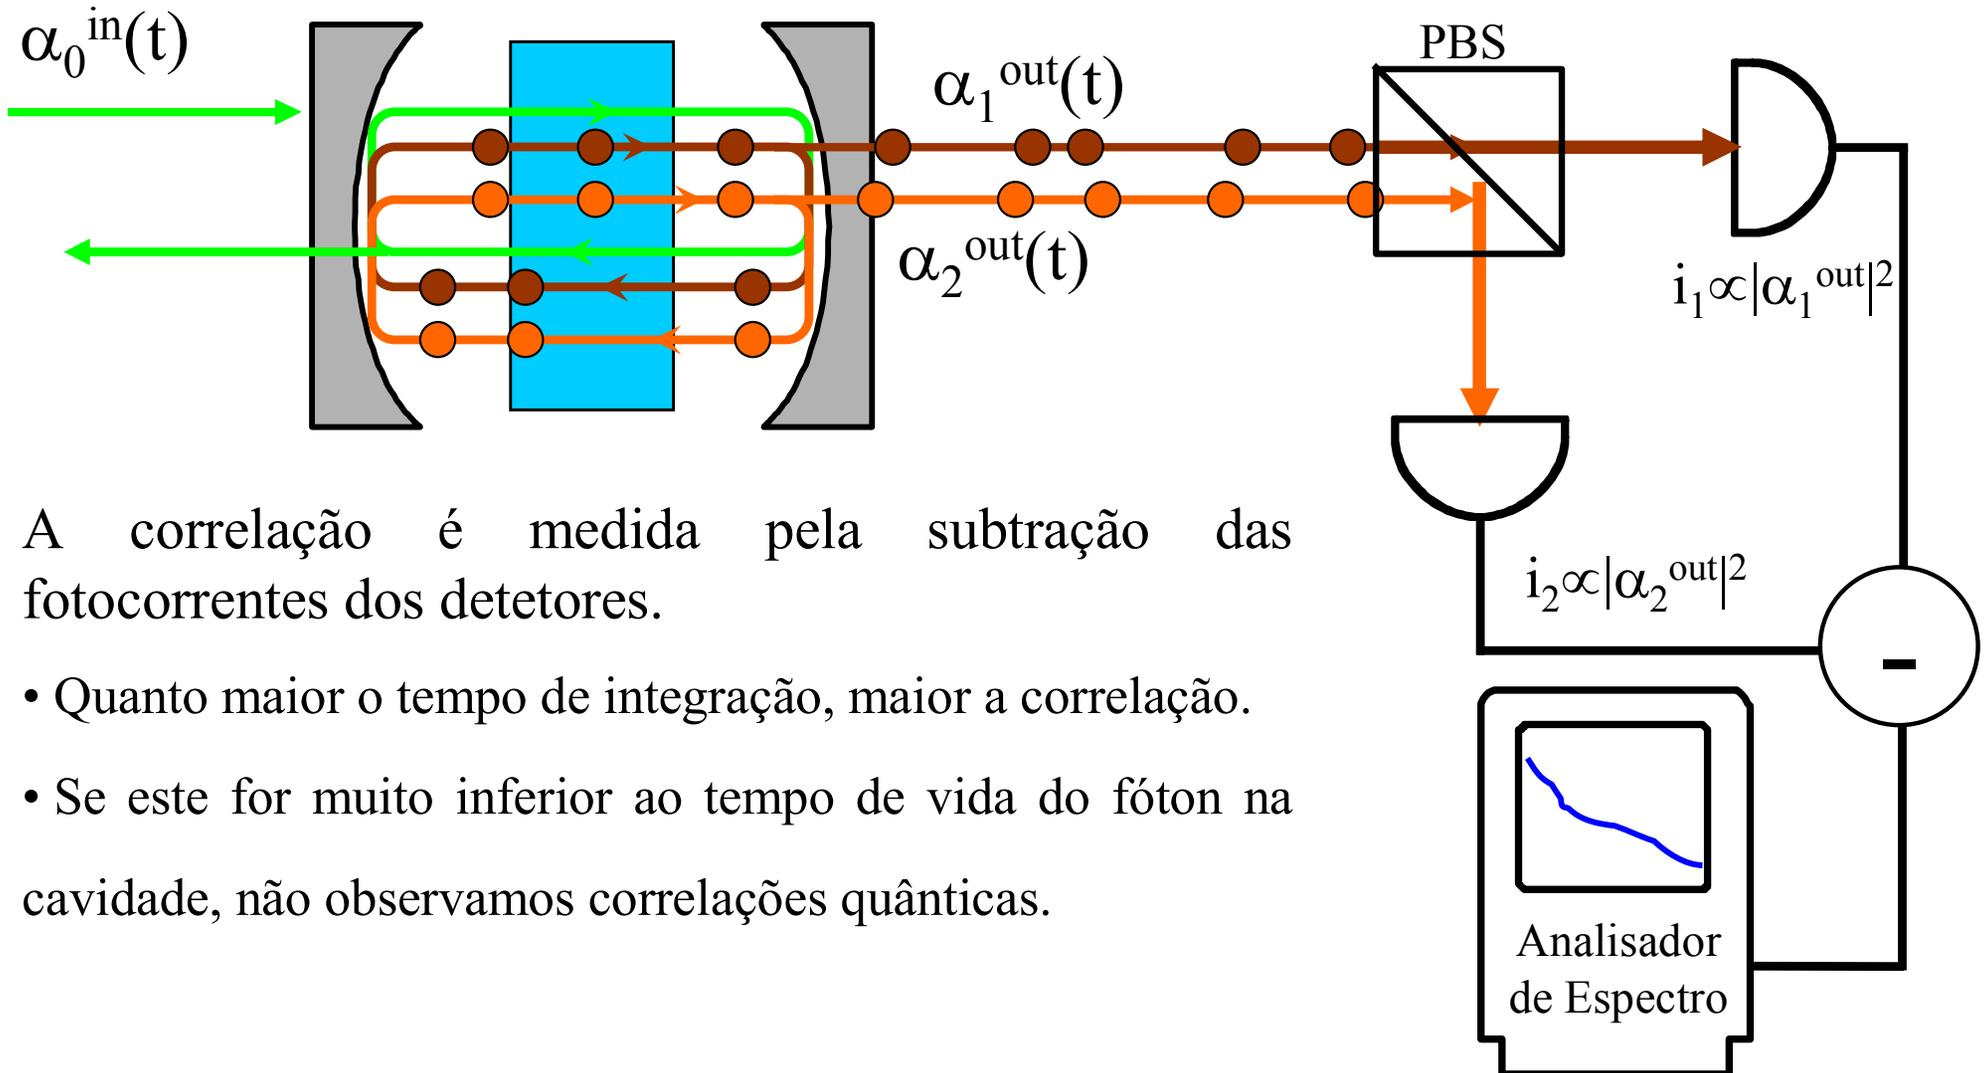 α₀ⁱⁿ(t)
PBS
α₁ᵒᵘᵗ(t)
α₂ᵒᵘᵗ(t)
i₁∝|α₁ᵒᵘᵗ|²
A correlação é medida pela subtração das
fotocorrentes dos detetores.
i₂∝|α₂ᵒᵘᵗ|²
-
• Quanto maior o tempo de integração, maior a correlação.
• Se este for muito inferior ao tempo de vida do fóton na
cavidade, não observamos correlações quânticas.
Analisador
de Espectro